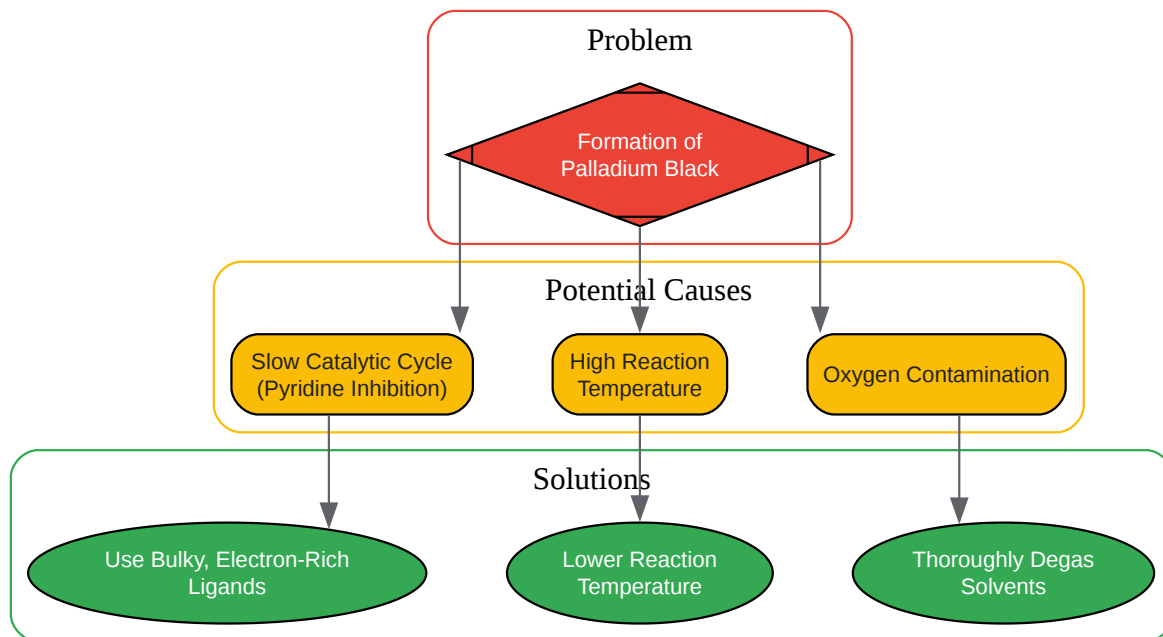 Problem
Formation of
Palladium Black
Potential Causes
Slow Catalytic Cycle
(Pyridine Inhibition)
High Reaction
Temperature
Oxygen Contamination
Solutions
Use Bulky, Electron-Rich
Ligands
Lower Reaction
Temperature
Thoroughly Degas
Solvents